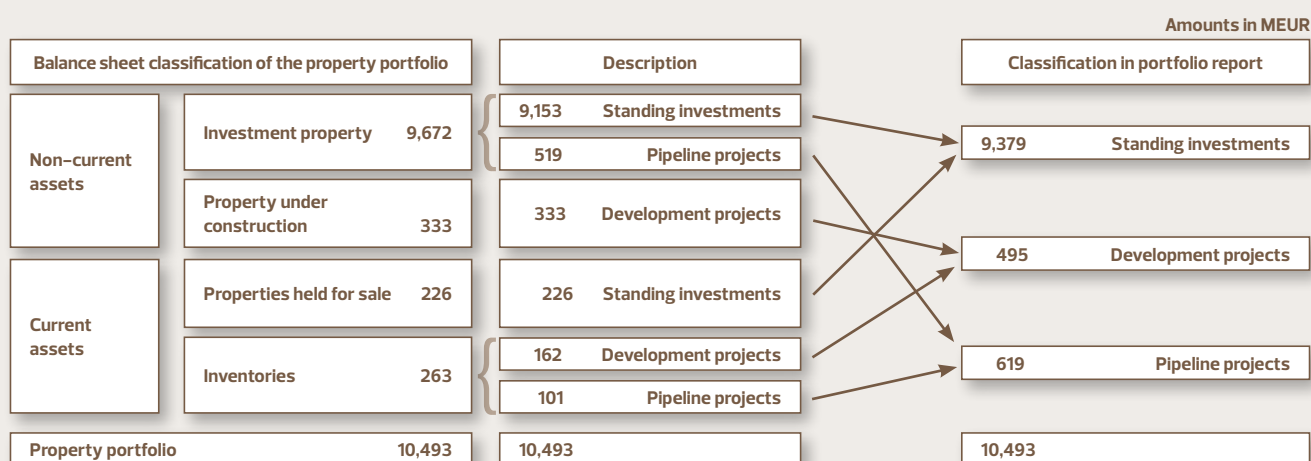 Amounts in MEUR
Balance sheet classification of the property portfolio
Description
Classification in portfolio report
Non-current
assets
Investment property 9,672
9,153 Standing investments
519 Pipeline projects
9,379 Standing investments
Property under
construction 333
333 Development projects
495 Development projects
Current
assets
Properties held for sale 226
226 Standing investments
Inventories 263
162 Development projects
101 Pipeline projects
619 Pipeline projects
Property portfolio 10,493
10,493
10,493